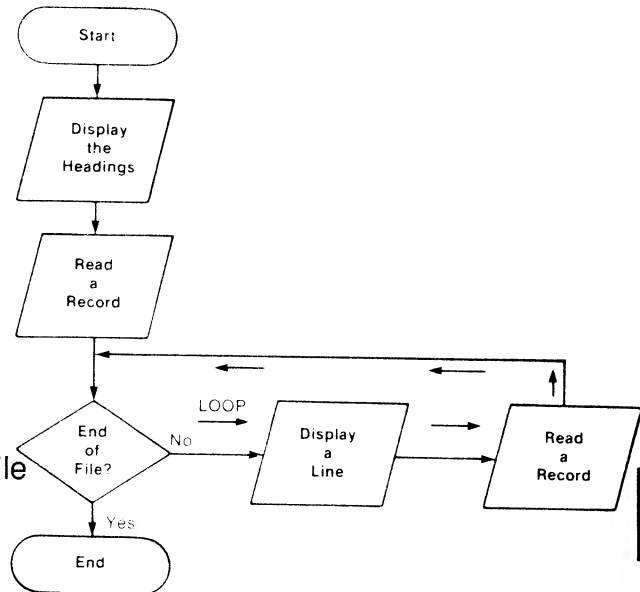 Start
Display
the
Headings
Read
a
Record
LOOP
End
of
File?
No
Display
a
Line
Read
a
Record
Yes
End